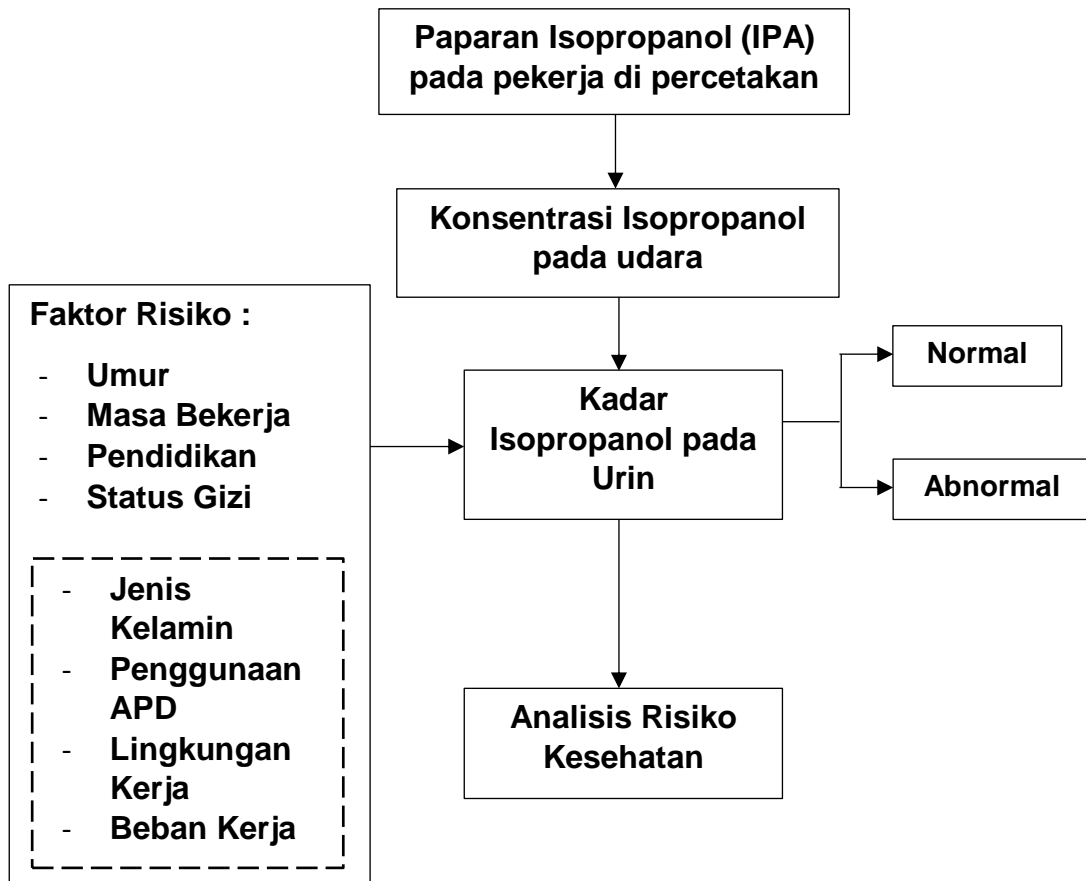 Paparan Isopropanol (IPA)
pada pekerja di percetakan
Konsentrasi Isopropanol
pada udara
Faktor Risiko :
- Umur
- Masa Bekerja
- Pendidikan
- Status Gizi
- Jenis
Kelamin
- Penggunaan
APD
- Lingkungan
Kerja
- Beban Kerja
Kadar
Isopropanol pada
Urin
Normal
Abnormal
Analisis Risiko
Kesehatan